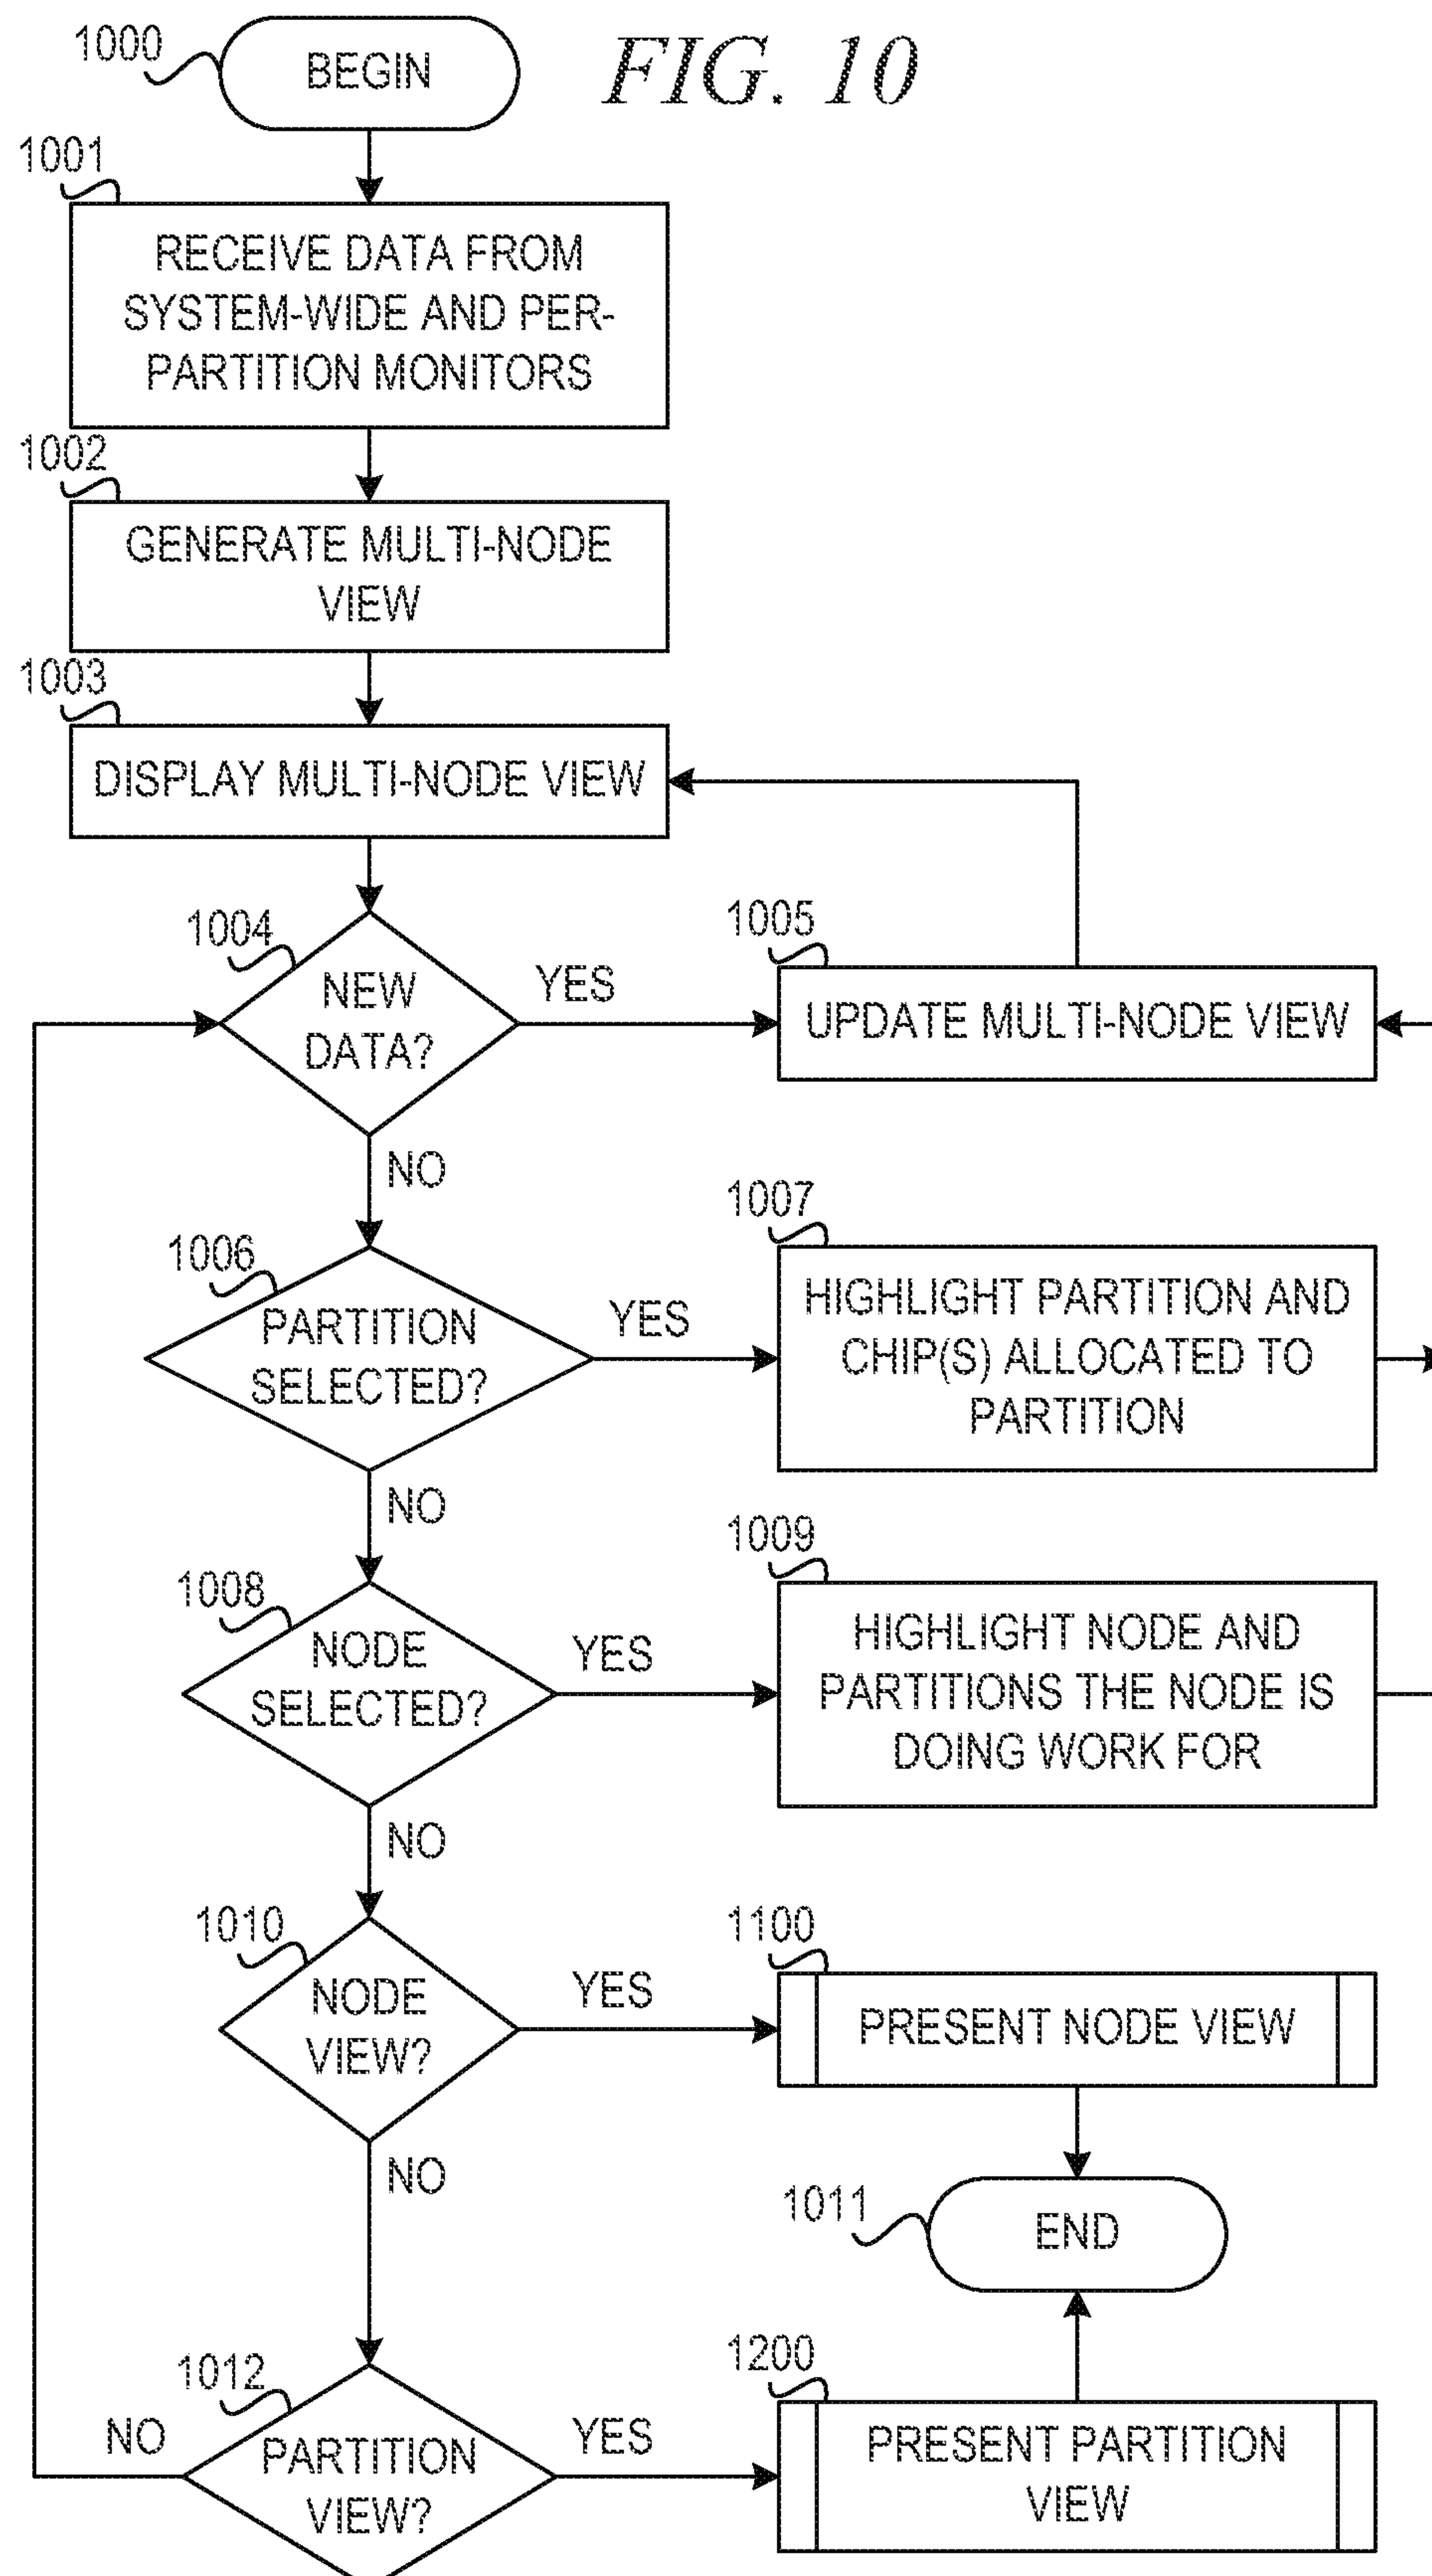 1000
BEGIN
FIG. 10
1001
RECEIVE DATA FROM
SYSTEM-WIDE AND PER-
PARTITION MONITORS
1002
GENERATE MULTI-NODE
VIEW
1003
DISPLAY MULTI-NODE VIEW
1004
NEW
DATA?
YES
1005
UPDATE MULTI-NODE VIEW
NO
1006
PARTITION
SELECTED?
YES
1007
HIGHLIGHT PARTITION AND
CHIP(S) ALLOCATED TO
PARTITION
NO
1008
NODE
SELECTED?
YES
1009
HIGHLIGHT NODE AND
PARTITIONS THE NODE IS
DOING WORK FOR
NO
1010
NODE
VIEW?
YES
1100
PRESENT NODE VIEW
NO
1011
END
1012
PARTITION
VIEW?
NO
YES
1200
PRESENT PARTITION
VIEW